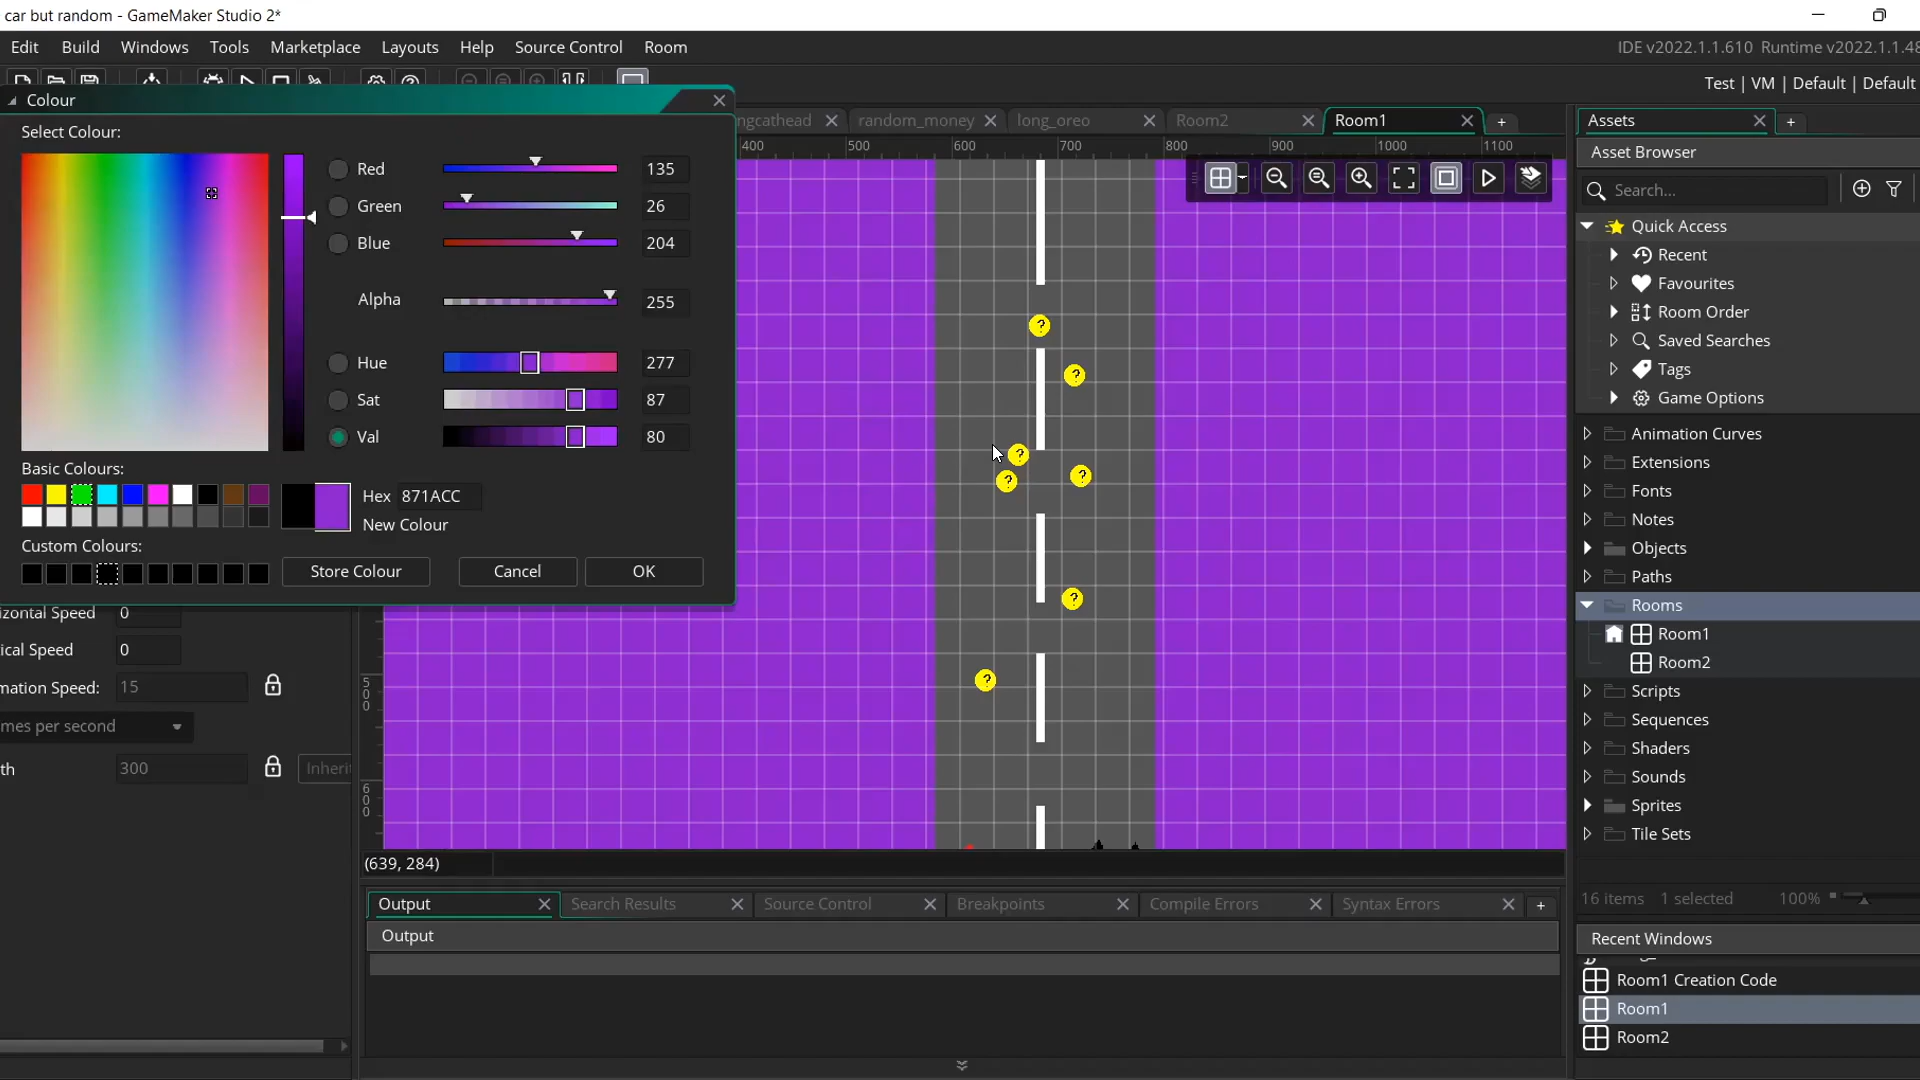 car but random - GameMaker Studio 2*
Edit Build Windows Tools Marketplace Layouts Help Source Control Room
IDE v2022.1.1.610 Runtime v2022.1.1.48
Test | VM | Default | Default
Colour
ngcathead random_money long_oreo Room2 Room1 +
Assets +
Select Colour:
Red 135
Green 26
Blue 204
Alpha 255
Hue 277
Sat 87
Val 80
Basic Colours:
Hex 871ACC
New Colour
Custom Colours:
Store Colour Cancel OK
izontal Speed 0
ical Speed 0
mation Speed: 15
mes per second
th 300 Inheri
400 500 600 700 800 900 1000 1100
500
600
?
?
?
?
?
?
?
(639, 284)
Output Search Results Source Control Breakpoints Compile Errors Syntax Errors +
Output
Asset Browser
Search...
Quick Access
Recent
Favourites
Room Order
Saved Searches
Tags
Game Options
Animation Curves
Extensions
Fonts
Notes
Objects
Paths
Rooms
Room1
Room2
Scripts
Sequences
Shaders
Sounds
Sprites
Tile Sets
16 items 1 selected 100%
Recent Windows
Room1 Creation Code
Room1
Room2